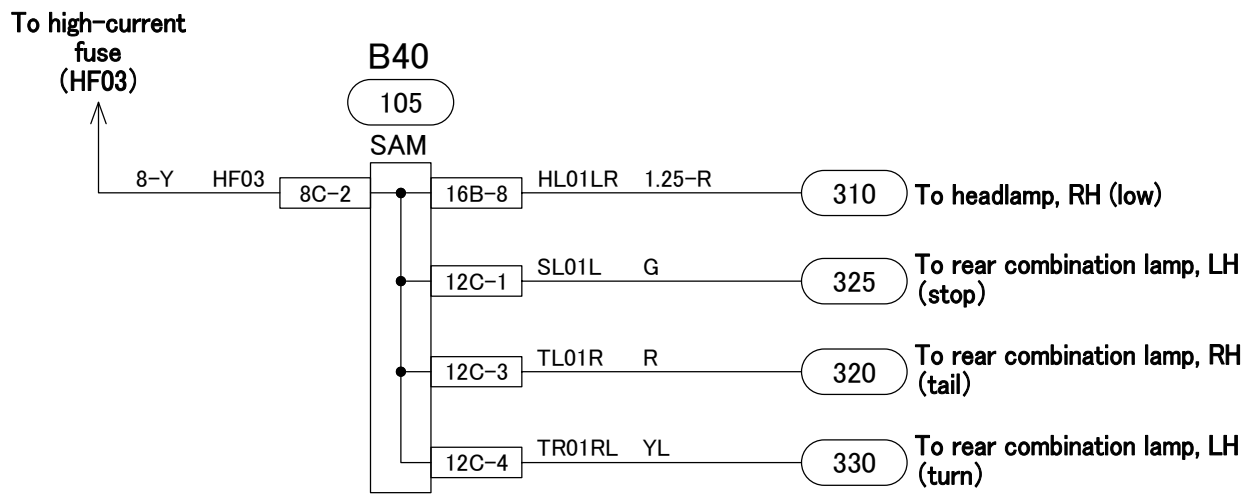 To high-current
fuse
(HF03)
B40
105
SAM
8-Y HF03 8C-2 16B-8 HL01LR 1.25-R 310 To headlamp, RH (low)
12C-1 SL01L G 325 To rear combination lamp, LH
(stop)
12C-3 TL01R R 320 To rear combination lamp, RH
(tail)
12C-4 TR01RL YL 330 To rear combination lamp, LH
(turn)